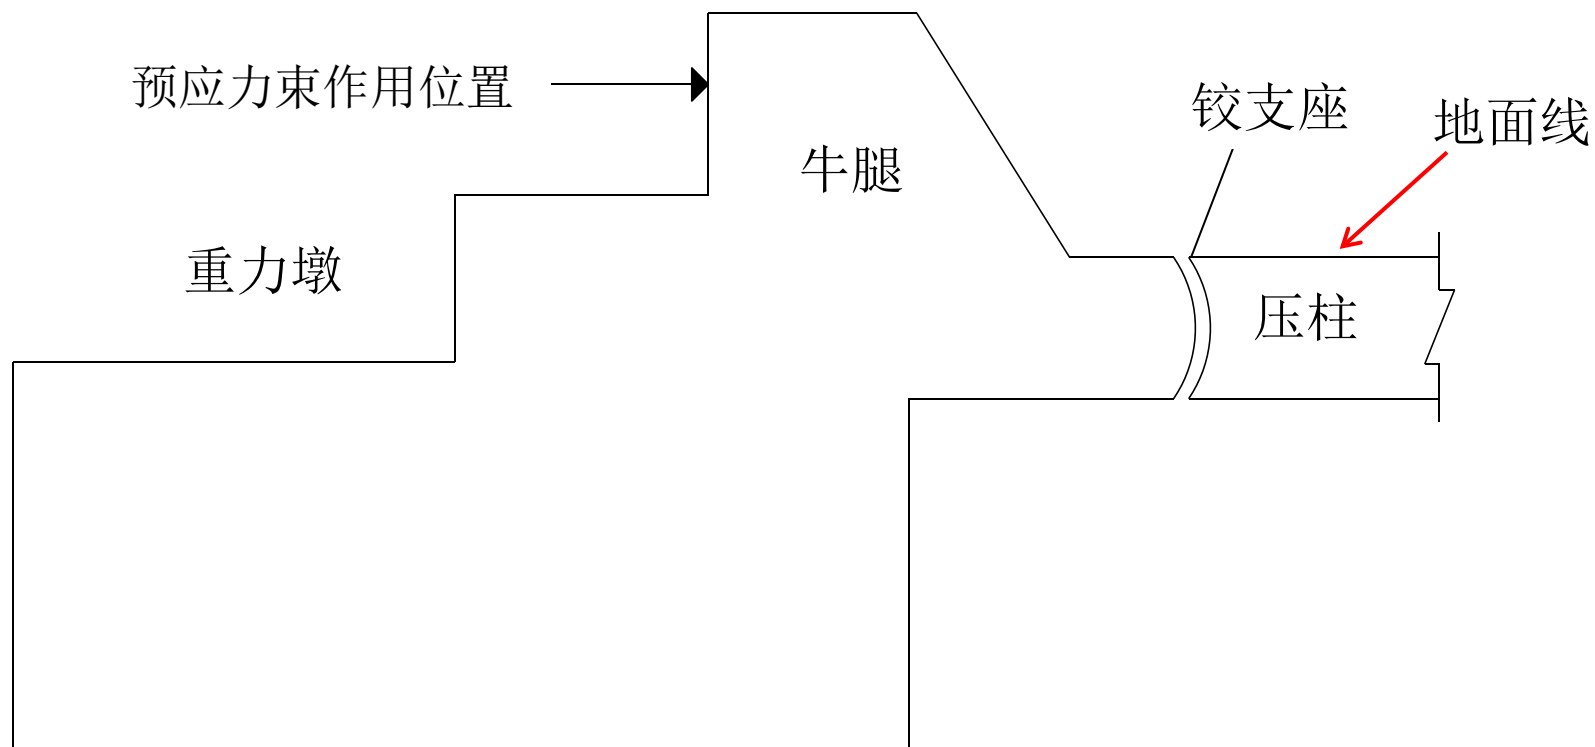 预应力束作用位置
铰支座
地面线
牛腿
重力墩
压柱